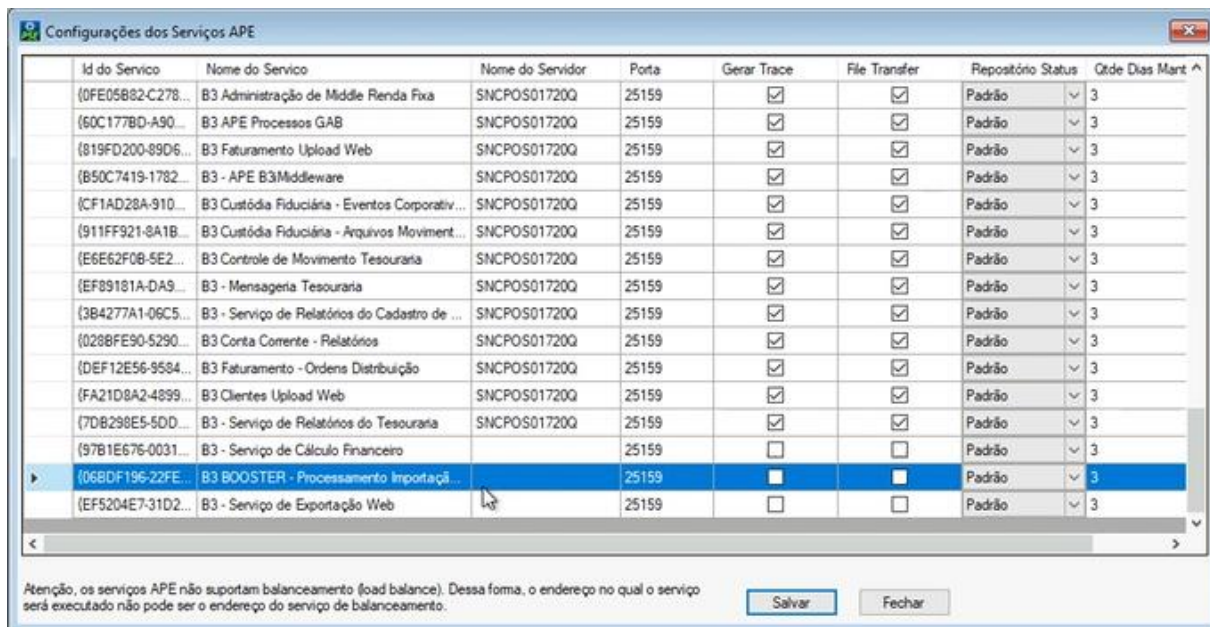 Configurações dos Serviços APE
Id do Servico Nome do Servico Nome do Servidor Porta Gerar Trace File Transfer Repositório Status Qtde Dias Mant
{0FE05B82-C278... B3 Administração de Middle Renda Fixa SNCPOS01720Q 25159 Padrão 3
{60C177BD-A90... B3 APE Processos GAB SNCPOS01720Q 25159 Padrão 3
{819FD200-89D6... B3 Faturamento Upload Web SNCPOS01720Q 25159 Padrão 3
{B50C7419-1782... B3 - APE B3iMiddleware SNCPOS01720Q 25159 Padrão 3
{CF1AD28A-910... B3 Custódia Fiduciária - Eventos Corporativ... SNCPOS01720Q 25159 Padrão 3
{911FF921-8A1B... B3 Custódia Fiduciária - Arquivos Moviment... SNCPOS01720Q 25159 Padrão 3
{E6E62F0B-5E2... B3 Controle de Movimento Tesouraria SNCPOS01720Q 25159 Padrão 3
{EF89181A-DA9... B3 - Mensageria Tesouraria SNCPOS01720Q 25159 Padrão 3
{3B4277A1-06C5... B3 - Serviço de Relatórios do Cadastro de ... SNCPOS01720Q 25159 Padrão 3
{028BFE90-5290... B3 Conta Corrente - Relatórios SNCPOS01720Q 25159 Padrão 3
{DEF12E56-9584... B3 Faturamento - Ordens Distribuição SNCPOS01720Q 25159 Padrão 3
{FA21D8A2-4899... B3 Clientes Upload Web SNCPOS01720Q 25159 Padrão 3
{7DB298E5-5DD... B3 - Serviço de Relatórios do Tesouraria SNCPOS01720Q 25159 Padrão 3
{97B1E676-0031... B3 - Serviço de Cálculo Financeiro 25159 Padrão 3
{06BDF196-22FE... B3 BOOSTER - Processamento Importaçã... 25159 Padrão 3
{EF5204E7-31D2... B3 - Serviço de Exportação Web 25159 Padrão 3
Atenção, os serviços APE não suportam balanceamento (load balance). Dessa forma, o endereço no qual o serviço
será executado não pode ser o endereço do serviço de balanceamento.
Salvar Fechar